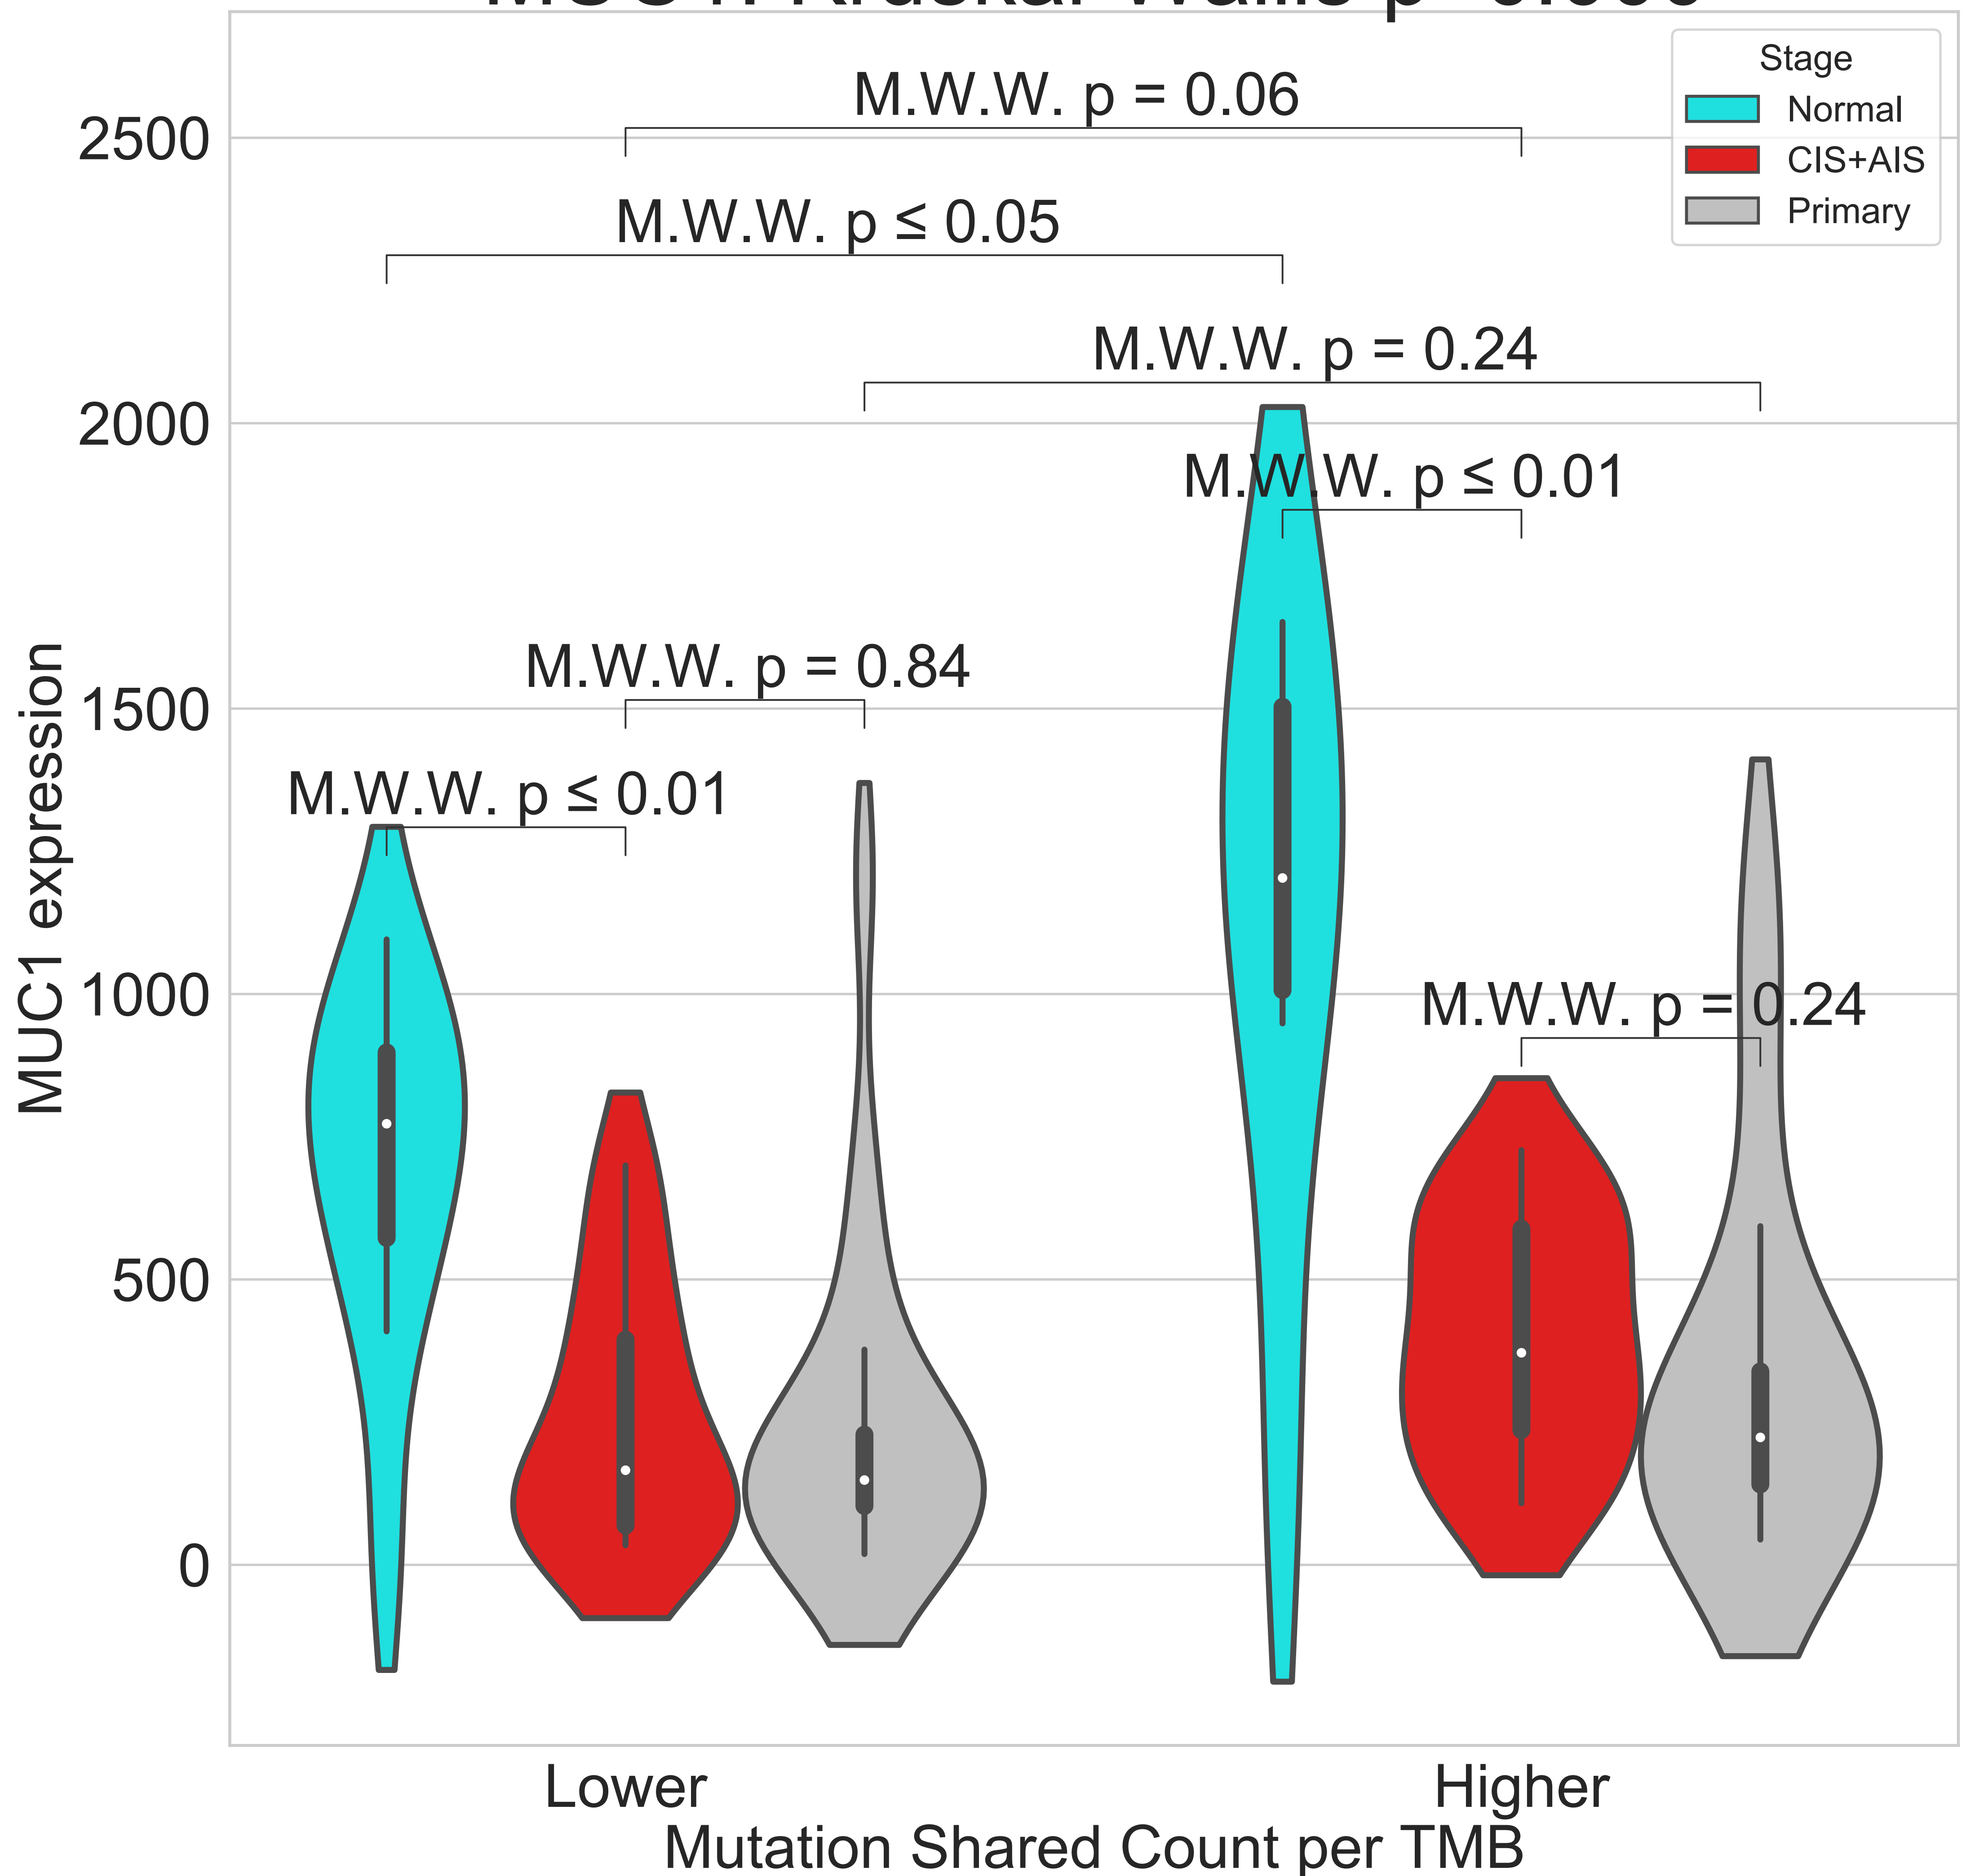 Stage
Normal
CIS+AIS
Primary
M.W.W. p = 0.06
M.W.W. p ≤ 0.05
M.W.W. p = 0.24
M.W.W. p ≤ 0.01
M.W.W. p = 0.84
M.W.W. p ≤ 0.01
M.W.W. p = 0.24
2500
2000
1500
1000
500
0
MUC1 expression
Lower
Higher
Mutation Shared Count per TMB